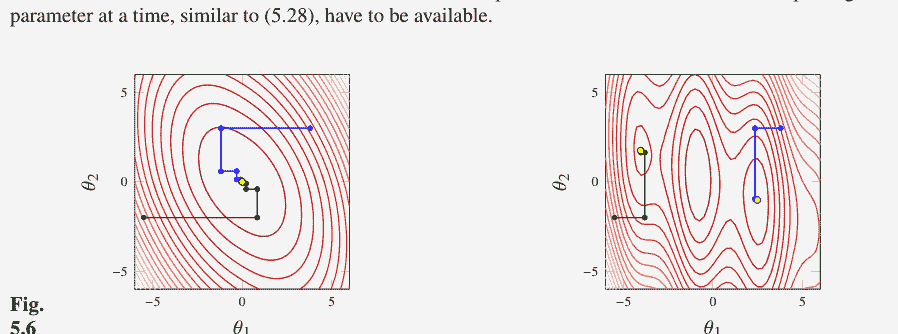 parameter at a time, similar to (5.28), have to be available.
5
0
−5
θ2
−5
0
5
θ1
5
0
−5
θ2
−5
0
5
θ1
Fig.
5.6